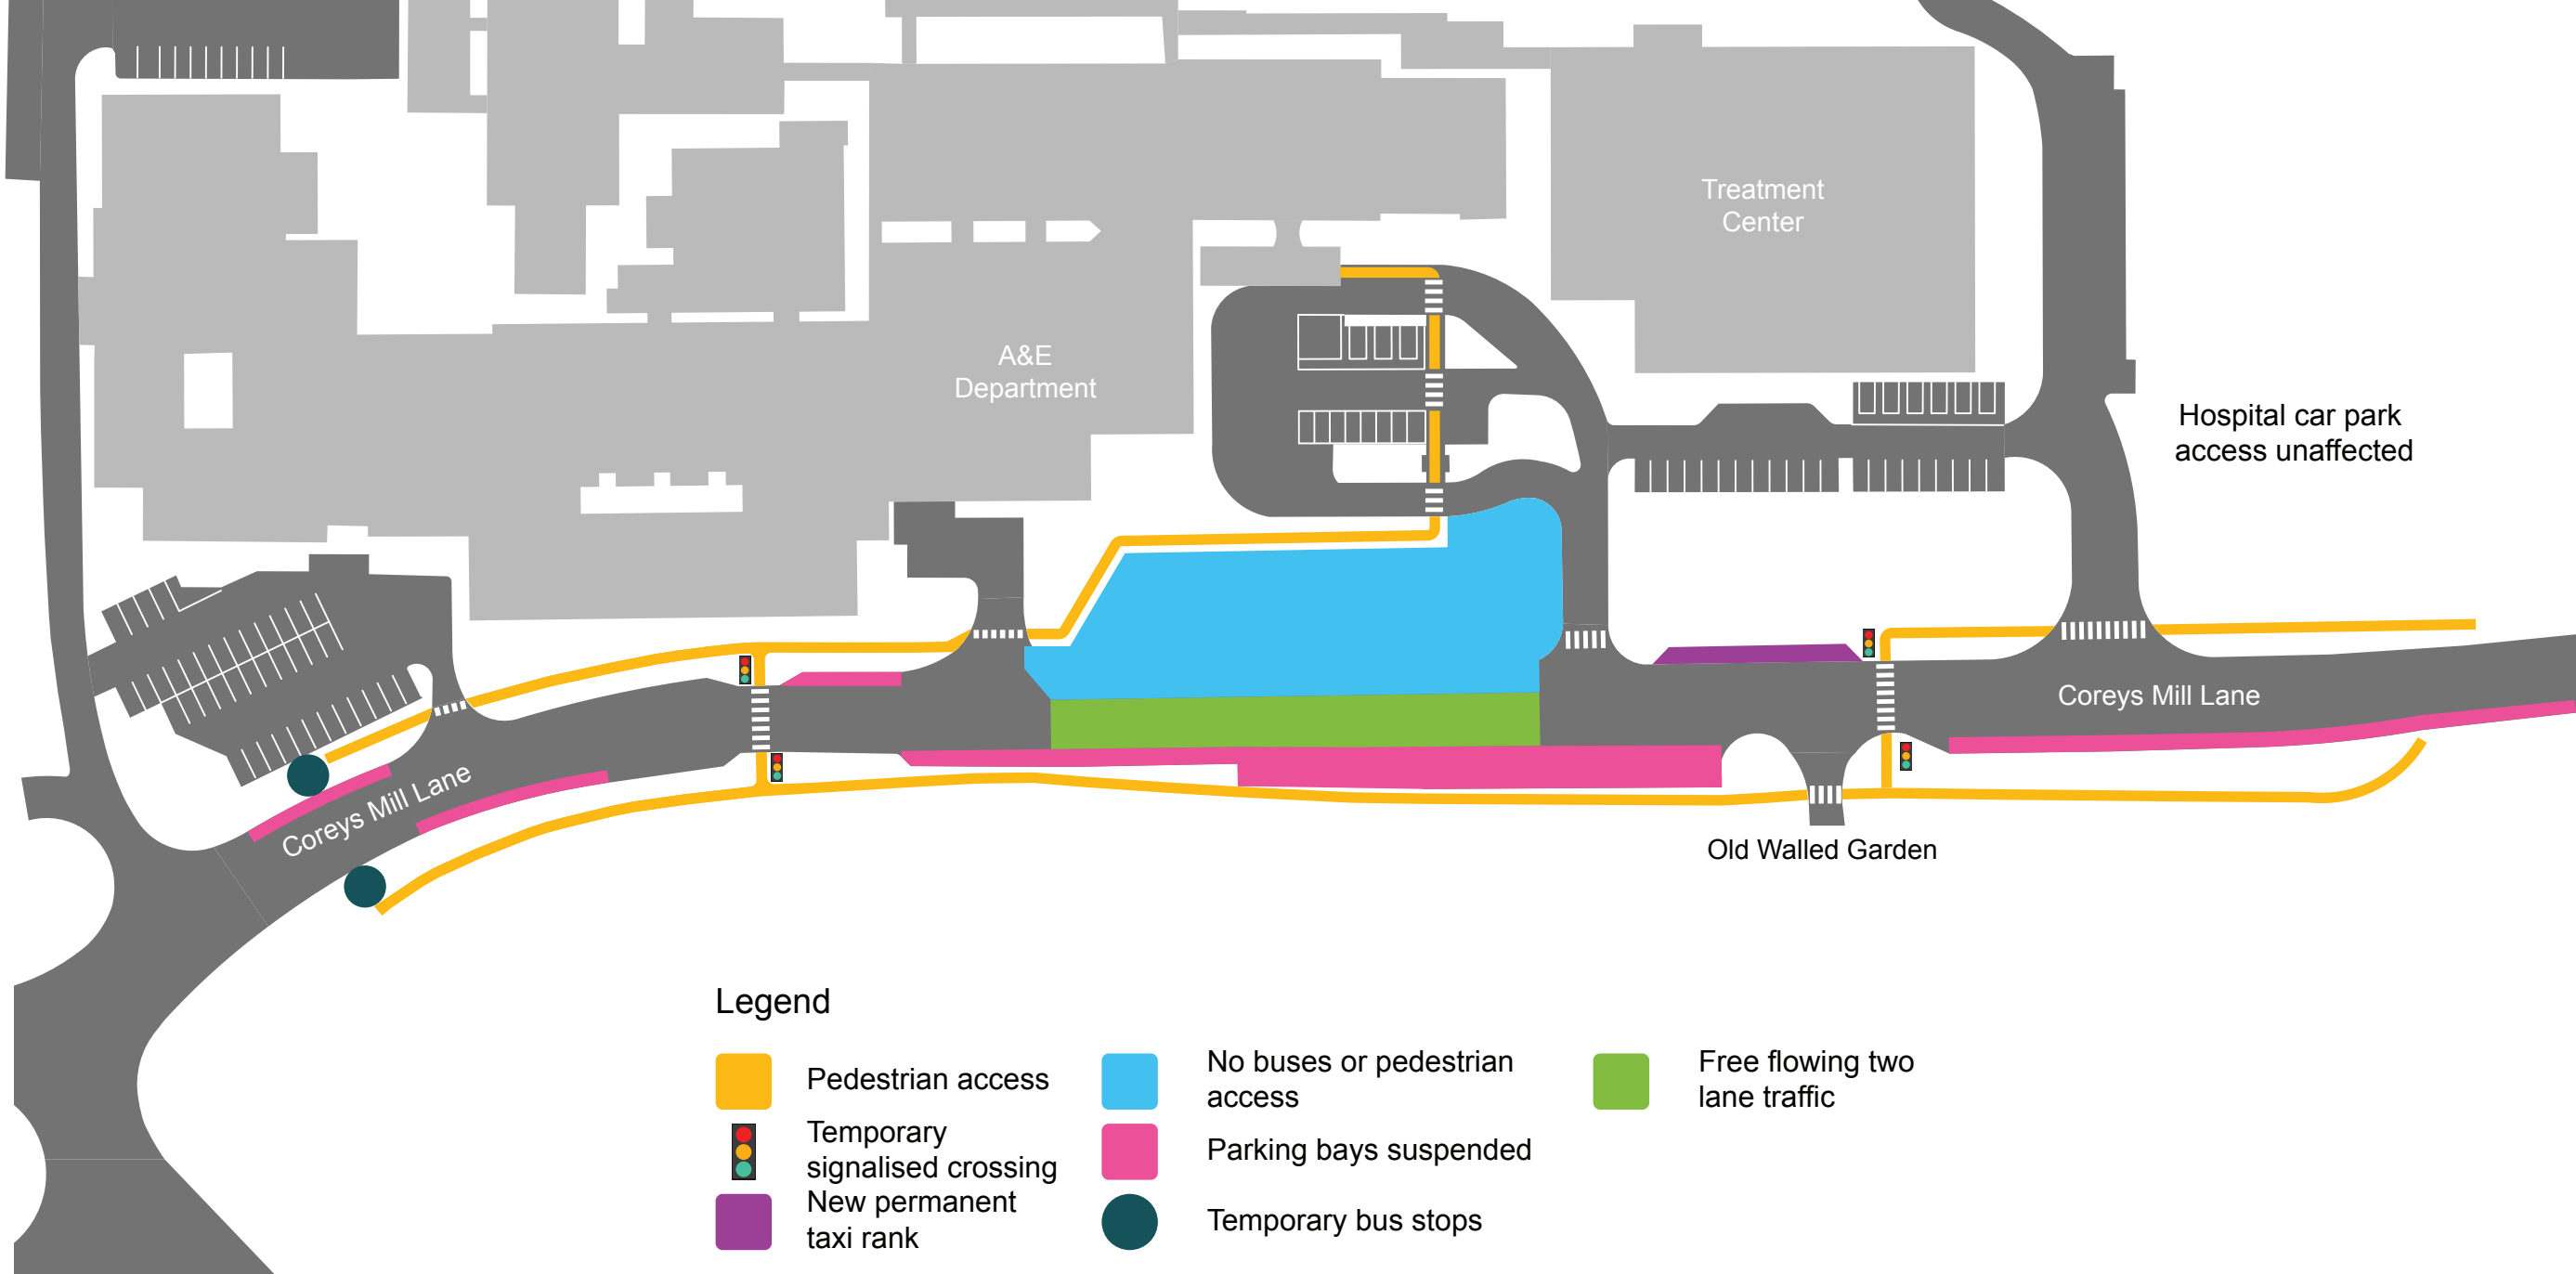 Treatment
Center
A&E
Department
Hospital car park
access unaffected
Coreys Mill Lane
Coreys Mill Lane
Old Walled Garden
Legend
Pedestrian access
Temporary
signalised crossing
New permanent
taxi rank
No buses or pedestrian
access
Parking bays suspended
Temporary bus stops
Free flowing two
lane traffic